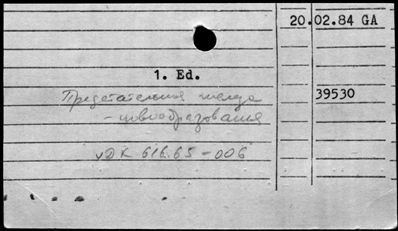 20.02.84 GA
1. Ed.
Предстательная железа
39530
- новообразования
УДК 616.65-006